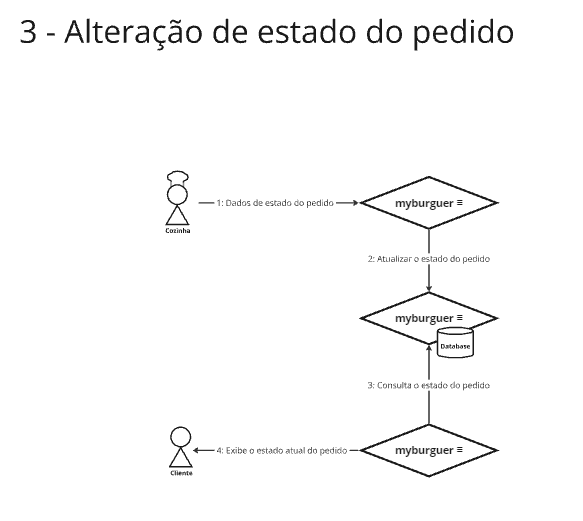 3 - Alteração de estado do pedido
1: Dados de estado do pedido
myburguer ≡
Cozinha
2: Atualizar o estado do pedido
myburguer ≡
Database
3: Consulta o estado do pedido
4: Exibe o estado atual do pedido
myburguer ≡
Cliente